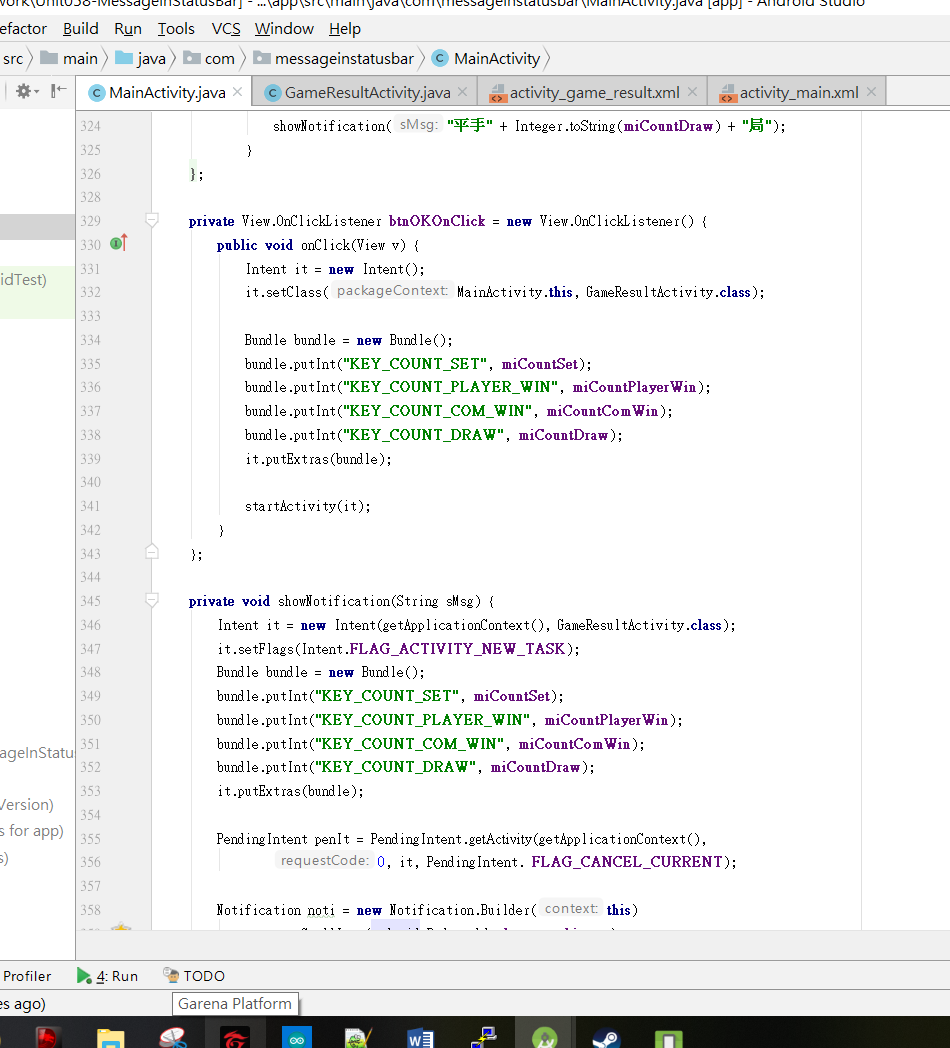 work\Unit058-MessageInStatusBar] - ...\app\src\main\java\com\messageinstatusbar\MainActivity.java [app] - Android Studio
efactor Build Run Tools VCS Window Help
src main java com messageinstatusbar MainActivity
MainActivity.java GameResultActivity.java activity_game_result.xml activity_main.xml
324 showNotification( sMsg: "平手" + Integer.toString(miCountDraw) + "局");
325 }
326 };
328
329 private View.OnClickListener btnOKOnClick = new View.OnClickListener() {
330 public void onClick(View v) {
331 Intent it = new Intent();
332 it.setClass( packageContext: MainActivity.this, GameResultActivity.class);
333
334 Bundle bundle = new Bundle();
335 bundle.putInt("KEY_COUNT_SET", miCountSet);
336 bundle.putInt("KEY_COUNT_PLAYER_WIN", miCountPlayerWin);
337 bundle.putInt("KEY_COUNT_COM_WIN", miCountComWin);
338 bundle.putInt("KEY_COUNT_DRAW", miCountDraw);
339 it.putExtras(bundle);
340
341 startActivity(it);
342 }
343 };
344
345 private void showNotification(String sMsg) {
346 Intent it = new Intent(getApplicationContext(), GameResultActivity.class);
347 it.setFlags(Intent.FLAG_ACTIVITY_NEW_TASK);
348 Bundle bundle = new Bundle();
349 bundle.putInt("KEY_COUNT_SET", miCountSet);
350 bundle.putInt("KEY_COUNT_PLAYER_WIN", miCountPlayerWin);
351 bundle.putInt("KEY_COUNT_COM_WIN", miCountComWin);
352 bundle.putInt("KEY_COUNT_DRAW", miCountDraw);
353 it.putExtras(bundle);
354
355 PendingIntent penIt = PendingIntent.getActivity(getApplicationContext(),
356 requestCode: 0, it, PendingIntent. FLAG_CANCEL_CURRENT);
357
358 Notification noti = new Notification.Builder( context: this)
idTest)
ageInStatu
Version)
s for app)
s)
Profiler 4: Run TODO
es ago)
Garena Platform